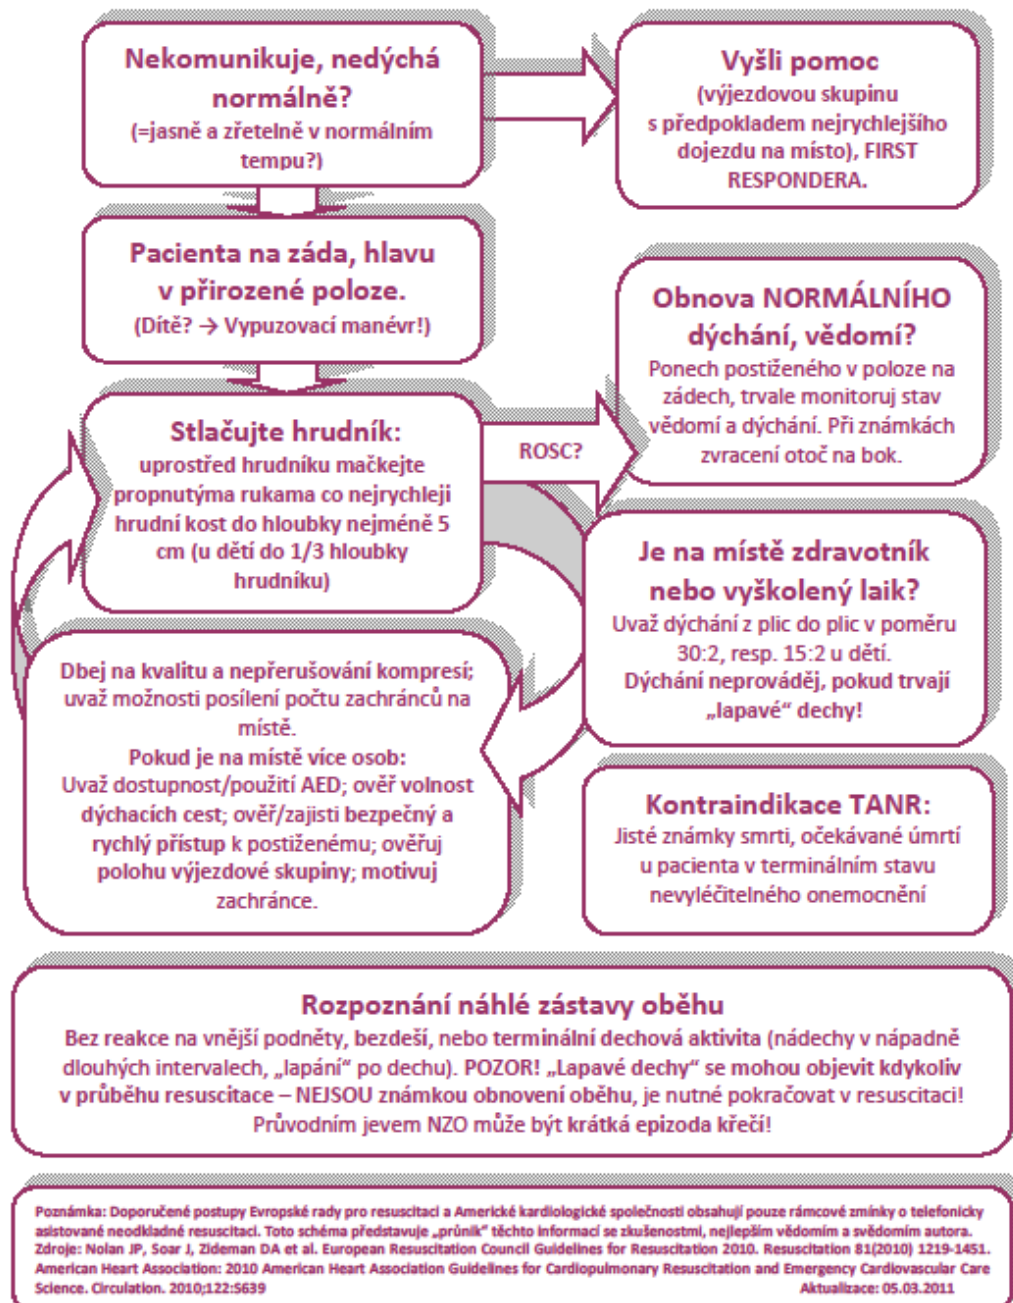 Nekomunikuje, nedýchá
normálně?
(=jasně a zřetelně v normálním
tempu?)
Vyšli pomoc
(výjezdovou skupinu
s předpokladem nejrychlejšího
dojezdu na místo), FIRST
RESPONDERA.
Pacienta na záda, hlavu
v přirozené poloze.
(Dítě? → Vypuzovací manévr!)
Stlačujte hrudník:
uprostřed hrudníku mačkejte
propnutýma rukama co nejrychleji
hrudní kost do hloubky nejméně 5
cm (u dětí do 1/3 hloubky
hrudníku)
ROSC?
Obnova NORMÁLNÍHO
dýchání, vědomí?
Ponech postiženého v poloze na
zádech, trvale monitoruj stav
vědomí a dýchání. Při známkách
zvracení otoč na bok.
Je na místě zdravotník
nebo vyškolený laik?
Uvaž dýchání z plic do plic v poměru
30:2, resp. 15:2 u dětí.
Dýchání neprováděj, pokud trvají
„lapavé“ dechy!
Dbej na kvalitu a nepřerušování kompresí;
uvaž možnosti posílení počtu zachránců na
místě.
Pokud je na místě více osob:
Uvaž dostupnost/použití AED; ověř volnost
dýchacích cest; ověř/zajisti bezpečný a
rychlý přístup k postiženému; ověřuj
polohu výjezdové skupiny; motivuj
zachránce.
Kontraindikace TANR:
Jisté známky smrti, očekávané úmrtí
u pacienta v terminálním stavu
nevyléčitelného onemocnění
Rozpoznání náhlé zástavy oběhu
Bez reakce na vnější podněty, bezdeší, nebo terminální dechová aktivita (nádechy v nápadně
dlouhých intervalech, „lapání“ po dechu). POZOR! „Lapavé dechy“ se mohou objevit kdykoliv
v průběhu resuscitace – NEJSOU známkou obnovení oběhu, je nutné pokračovat v resuscitaci!
Průvodním jevem NZO může být krátká epizoda křečí!
Poznámka: Doporučené postupy Evropské rady pro resuscitaci a Americké kardiologické společnosti obsahují pouze rámcové zmínky o telefonicky
asistované neodkladné resuscitaci. Toto schéma představuje „průnik“ těchto informací se zkušenostmi, nejlepším vědomím a svědomím autora.
Zdroje: Nolan JP, Soar J, Zideman DA et al. European Resuscitation Council Guidelines for Resuscitation 2010. Resuscitation 81(2010) 1219-1451.
American Heart Association: 2010 American Heart Association Guidelines for Cardiopulmonary Resuscitation and Emergency Cardiovascular Care
Science. Circulation. 2010;122:S639 Aktualizace: 05.03.2011